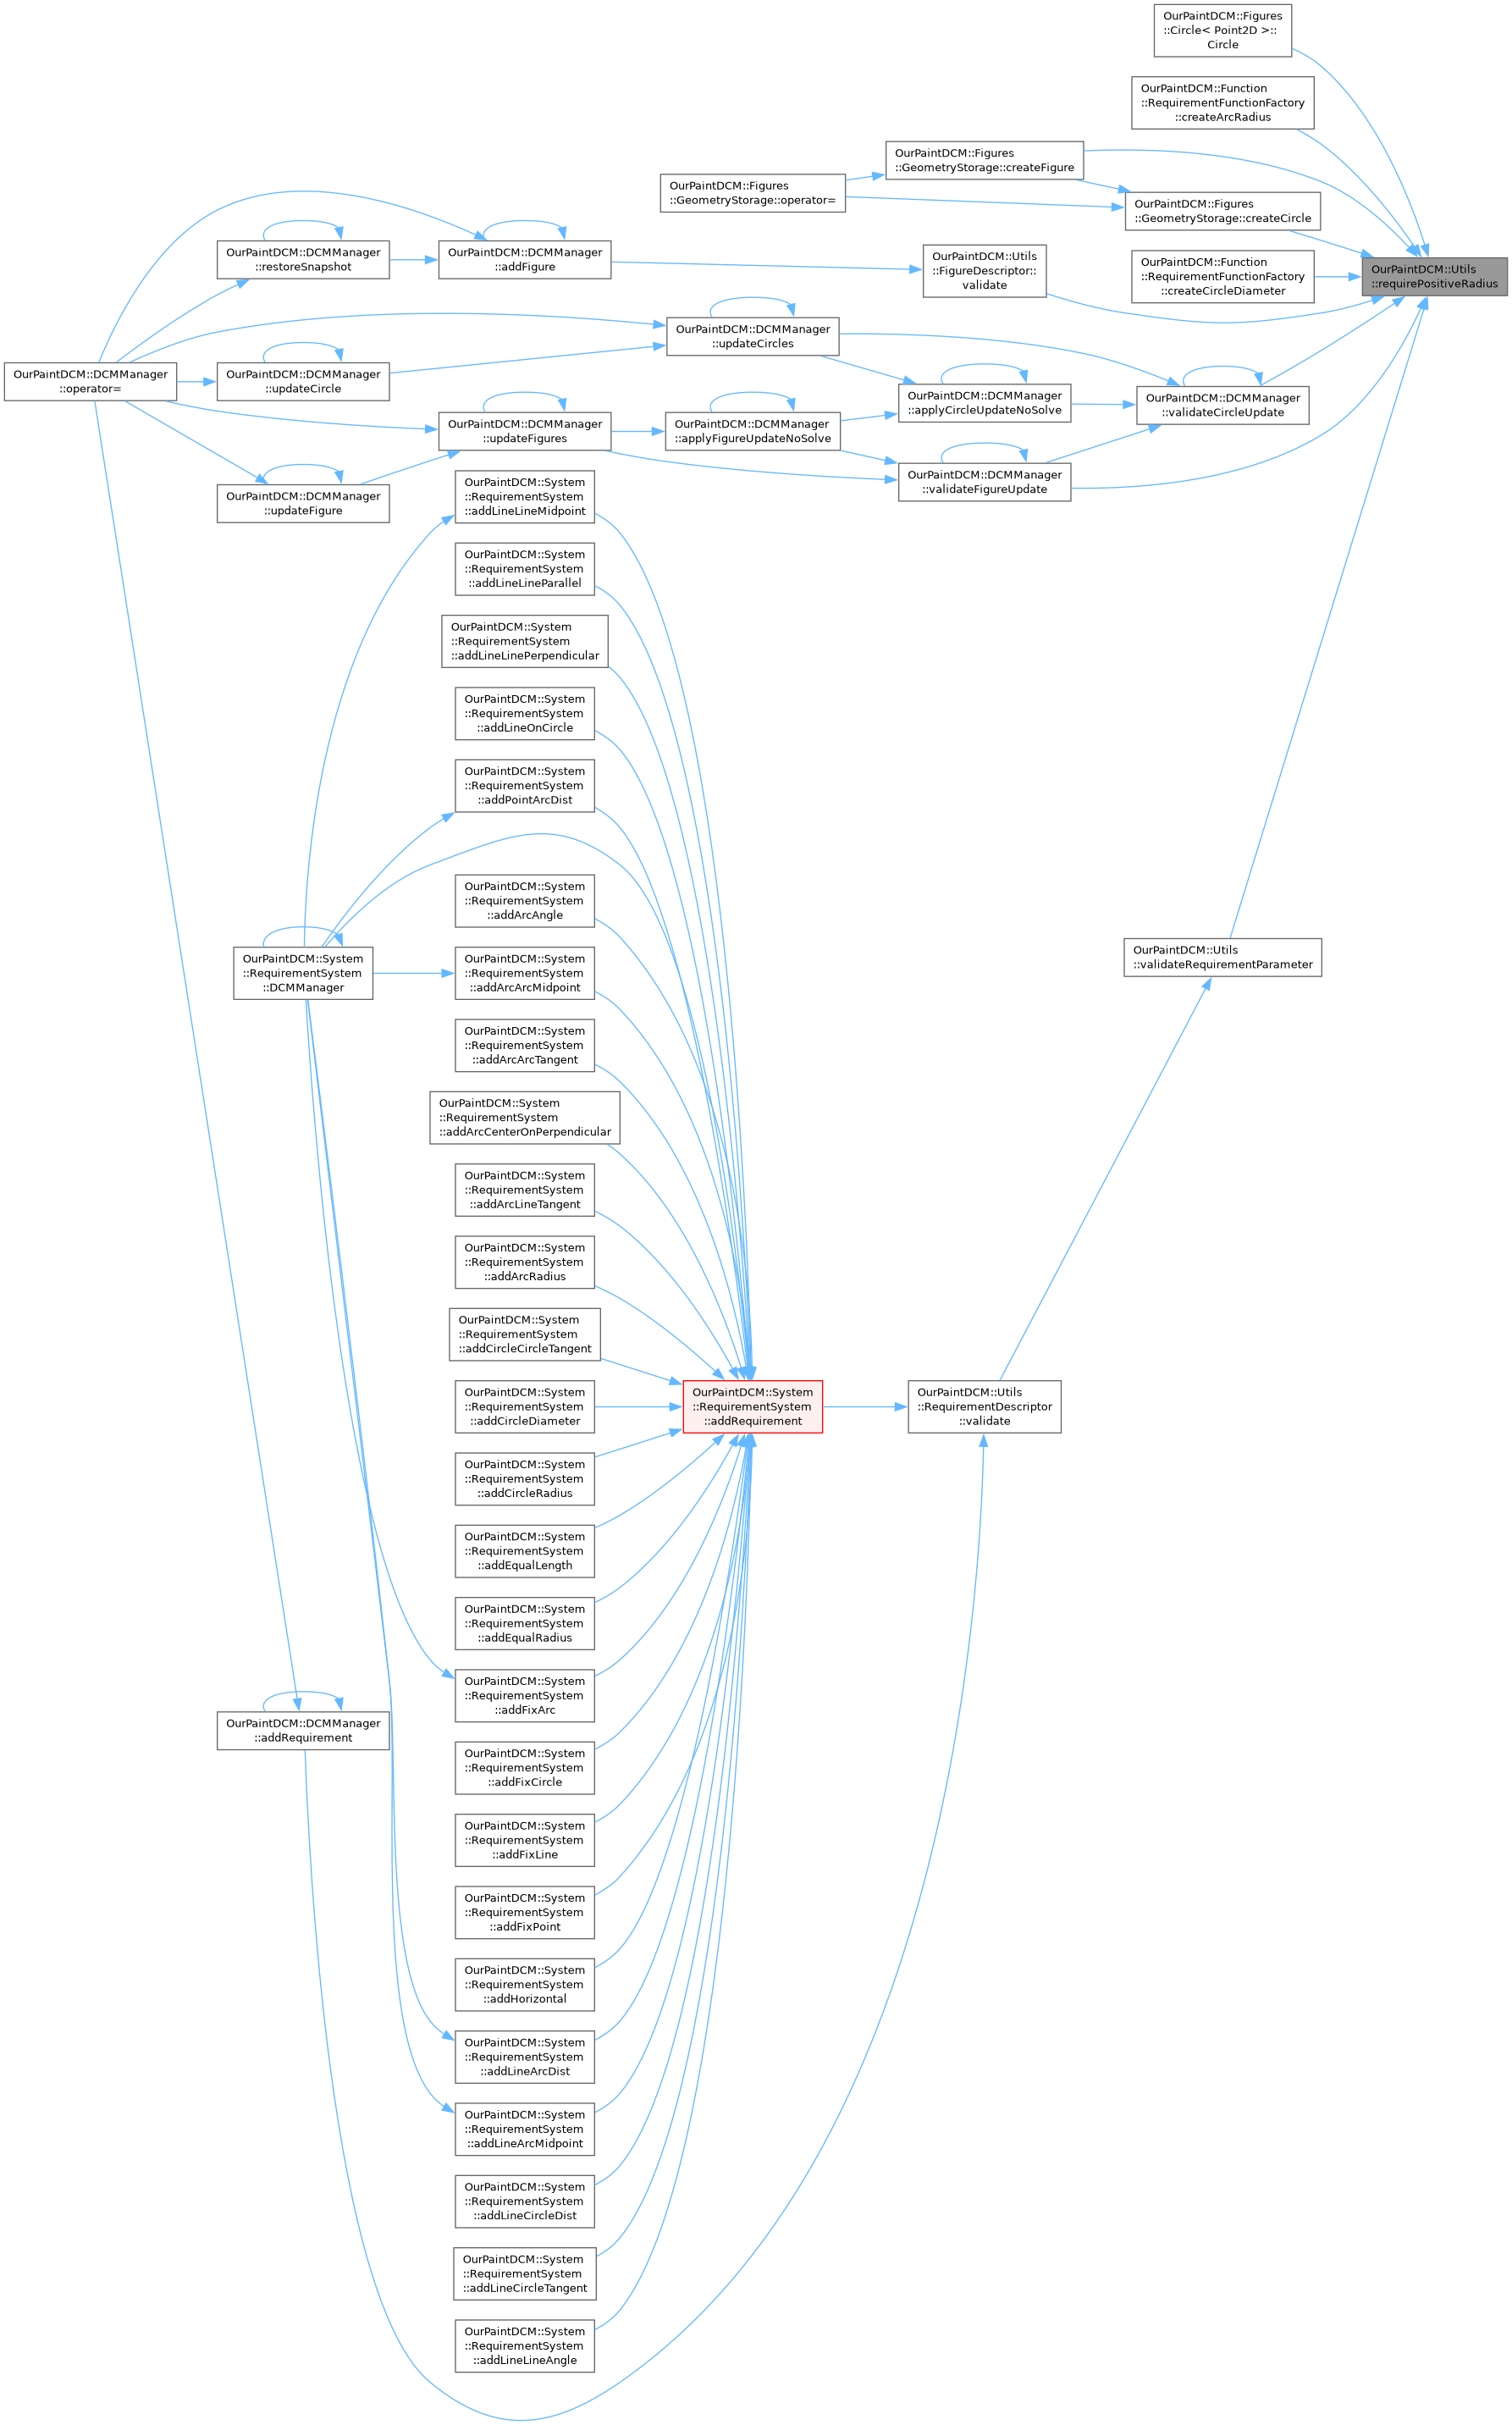 OurPaintDCM::Figures
::Circle< Point2D >::
Circle
OurPaintDCM::Function
::RequirementFunctionFactory
::createArcRadius
OurPaintDCM::Figures
::GeometryStorage::createFigure
OurPaintDCM::Figures
::GeometryStorage::operator=
OurPaintDCM::Figures
::GeometryStorage::createCircle
OurPaintDCM::DCMManager
::restoreSnapshot
OurPaintDCM::DCMManager
::addFigure
OurPaintDCM::Utils
::FigureDescriptor::
validate
OurPaintDCM::Function
::RequirementFunctionFactory
::createCircleDiameter
OurPaintDCM::Utils
::requirePositiveRadius
OurPaintDCM::DCMManager
::updateCircles
OurPaintDCM::DCMManager
::operator=
OurPaintDCM::DCMManager
::updateCircle
OurPaintDCM::DCMManager
::applyCircleUpdateNoSolve
OurPaintDCM::DCMManager
::validateCircleUpdate
OurPaintDCM::DCMManager
::updateFigures
OurPaintDCM::DCMManager
::applyFigureUpdateNoSolve
OurPaintDCM::DCMManager
::validateFigureUpdate
OurPaintDCM::DCMManager
::updateFigure
OurPaintDCM::System
::RequirementSystem
::addLineLineMidpoint
OurPaintDCM::System
::RequirementSystem
::addLineLineParallel
OurPaintDCM::System
::RequirementSystem
::addLineLinePerpendicular
OurPaintDCM::System
::RequirementSystem
::addLineOnCircle
OurPaintDCM::System
::RequirementSystem
::addPointArcDist
OurPaintDCM::System
::RequirementSystem
::addArcAngle
OurPaintDCM::System
::RequirementSystem
::DCMManager
OurPaintDCM::System
::RequirementSystem
::addArcArcMidpoint
OurPaintDCM::Utils
::validateRequirementParameter
OurPaintDCM::System
::RequirementSystem
::addArcArcTangent
OurPaintDCM::System
::RequirementSystem
::addArcCenterOnPerpendicular
OurPaintDCM::System
::RequirementSystem
::addArcLineTangent
OurPaintDCM::System
::RequirementSystem
::addArcRadius
OurPaintDCM::System
::RequirementSystem
::addCircleCircleTangent
OurPaintDCM::System
::RequirementSystem
::addCircleDiameter
OurPaintDCM::System
::RequirementSystem
::addRequirement
OurPaintDCM::Utils
::RequirementDescriptor
::validate
OurPaintDCM::System
::RequirementSystem
::addCircleRadius
OurPaintDCM::System
::RequirementSystem
::addEqualLength
OurPaintDCM::System
::RequirementSystem
::addEqualRadius
OurPaintDCM::System
::RequirementSystem
::addFixArc
OurPaintDCM::DCMManager
::addRequirement
OurPaintDCM::System
::RequirementSystem
::addFixCircle
OurPaintDCM::System
::RequirementSystem
::addFixLine
OurPaintDCM::System
::RequirementSystem
::addFixPoint
OurPaintDCM::System
::RequirementSystem
::addHorizontal
OurPaintDCM::System
::RequirementSystem
::addLineArcDist
OurPaintDCM::System
::RequirementSystem
::addLineArcMidpoint
OurPaintDCM::System
::RequirementSystem
::addLineCircleDist
OurPaintDCM::System
::RequirementSystem
::addLineCircleTangent
OurPaintDCM::System
::RequirementSystem
::addLineLineAngle